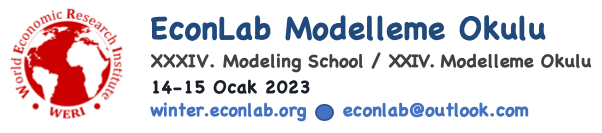 World Economic Research Institute
WERI
EconLab Modelleme Okulu
XXXIV. Modeling School / XXIV. Modelleme Okulu
14-15 Ocak 2023
winter.econlab.org econlab@outlook.com